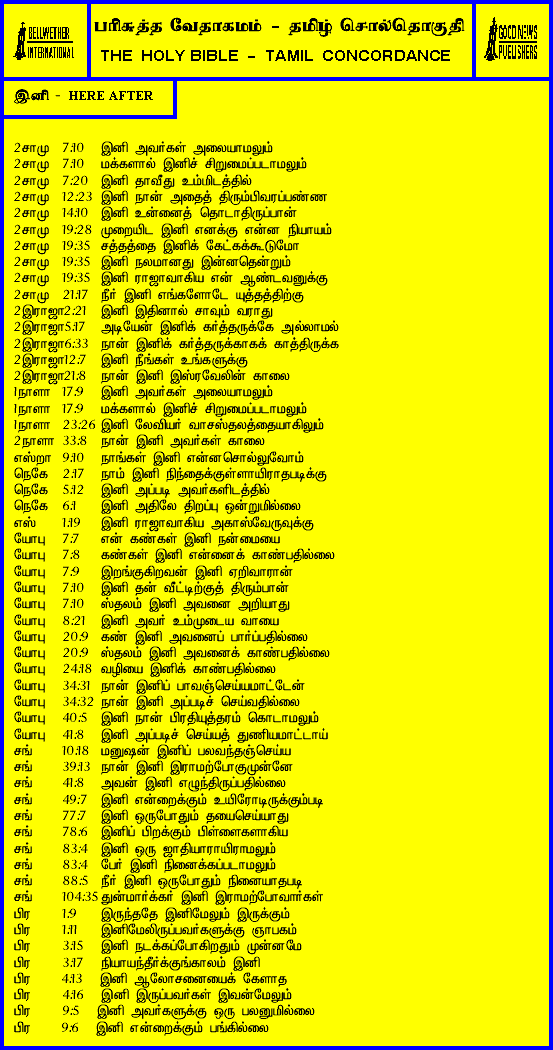 BELLWETHER
INTERNATIONAL
பரிசுத்த வேதாகமம் - தமிழ் சொல்தொகுதி
THE HOLY BIBLE - TAMIL CONCORDANCE
GOOD NEWS
PUBLISHERS
இனி - HERE AFTER
2சாமு 7:10 இனி அவர்கள் அலையாமலும்
2சாமு 7:10 மக்களால் இனிச் சிறுமைப்படாமலும்
2சாமு 7:20 இனி தாவீது உம்மிடத்தில்
2சாமு 12:23 இனி நான் அதைத் திரும்பிவரப்பண்ண
2சாமு 14:10 இனி உன்னைத் தொடாதிருப்பான்
2சாமு 19:28 முறையிட இனி எனக்கு என்ன நியாயம்
2சாமு 19:35 சத்தத்தை இனிக் கேட்கக்கூடுமோ
2சாமு 19:35 இனி நலமானது இன்னதென்றும்
2சாமு 19:35 இனி ராஜாவாகிய என் ஆண்டவனுக்கு
2சாமு 21:17 நீர் இனி எங்களோடே யுத்தத்திற்கு
2இராஜா2:21 இனி இதினால் சாவும் வராது
2இராஜா5:17 அடியேன் இனிக் கர்த்தருக்கே அல்லாமல்
2இராஜா6:33 நான் இனிக் கர்த்தருக்காகக் காத்திருக்க
2இராஜா12:7 இனி நீங்கள் உங்களுக்கு
2இராஜா21:8 நான் இனி இஸ்ரவேலின் காலை
1நாளா 17:9 இனி அவர்கள் அலையாமலும்
1நாளா 17:9 மக்களால் இனிச் சிறுமைப்படாமலும்
1நாளா 23:26 இனி லேவியர் வாசஸ்தலத்தையாகிலும்
2நாளா 33:8 நான் இனி அவர்கள் காலை
எஸ்றா 9:10 நாங்கள் இனி என்னசொல்லுவோம்
நெகே 2:17 நாம் இனி நிந்தைக்குள்ளாயிராதபடிக்கு
நெகே 5:12 இனி அப்படி அவர்களிடத்தில்
நெகே 6:1 இனி அதிலே திறப்பு ஒன்றுமில்லை
எஸ் 1:19 இனி ராஜாவாகிய அகாஸ்வேருவுக்கு
யோபு 7:7 என் கண்கள் இனி நன்மையை
யோபு 7:8 கண்கள் இனி என்னைக் காண்பதில்லை
யோபு 7:9 இறங்குகிறவன் இனி ஏறிவாரான்
யோபு 7:10 இனி தன் வீட்டிற்குத் திரும்பான்
யோபு 7:10 ஸ்தலம் இனி அவனை அறியாது
யோபு 8:21 இனி அவர் உம்முடைய வாயை
யோபு 20:9 கண் இனி அவனைப் பார்ப்பதில்லை
யோபு 20:9 ஸ்தலம் இனி அவனைக் காண்பதில்லை
யோபு 24:18 வழியை இனிக் காண்பதில்லை
யோபு 34:31 நான் இனிப் பாவஞ்செய்யமாட்டேன்
யோபு 34:32 நான் இனி அப்படிச் செய்வதில்லை
யோபு 40:5 இனி நான் பிரதியுத்தரம் கொடாமலும்
யோபு 41:8 இனி அப்படிச் செய்யத் துணியமாட்டாய்
சங் 10:18 மனுஷன் இனிப் பலவந்தஞ்செய்ய
சங் 39:13 நான் இனி இராமற்போகுமுன்னே
சங் 41:8 அவன் இனி எழுந்திருப்பதில்லை
சங் 49:7 இனி என்றைக்கும் உயிரோடிருக்கும்படி
சங் 77:7 இனி ஒருபோதும் தயைசெய்யாது
சங் 78:6 இனிப் பிறக்கும் பிள்ளைகளாகிய
சங் 83:4 இனி ஒரு ஜாதியாராயிராமலும்
சங் 83:4 பேர் இனி நினைக்கப்படாமலும்
சங் 88:5 நீர் இனி ஒருபோதும் நினையாதபடி
சங் 104:35 துன்மார்க்கர் இனி இராமற்போவார்கள்
பிர 1:9 இருந்ததே இனிமேலும் இருக்கும்
பிர 1:11 இனிமேலிருப்பவர்களுக்கு ஞாபகம்
பிர 3:15 இனி நடக்கப்போகிறதும் முன்னமே
பிர 3:17 நியாயந்தீர்க்குங்காலம் இனி
பிர 4:13 இனி ஆலோசனையைக் கேளாத
பிர 4:16 இனி இருப்பவர்கள் இவன்மேலும்
பிர 9:5 இனி அவர்களுக்கு ஒரு பலனுமில்லை
பிர 9:6 இனி என்றைக்கும் பங்கில்லை